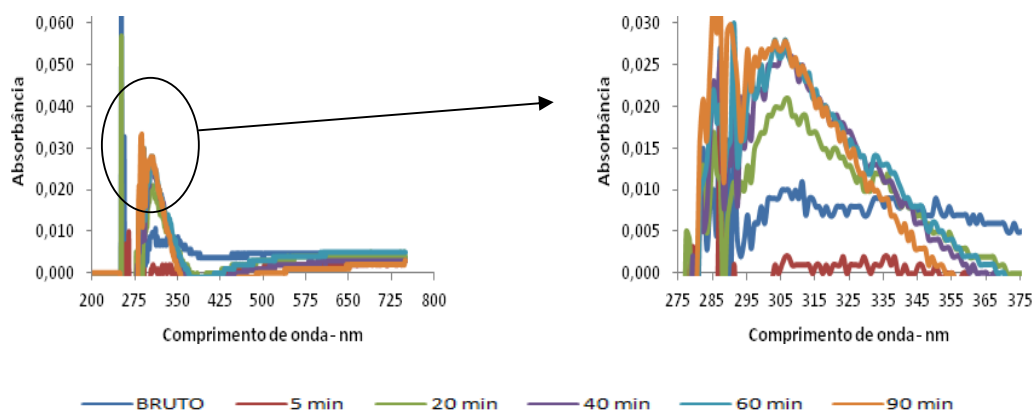 0,060
0,050
0,040
0,030
0,020
0,010
0,000
Absorbância
200 275 350 425 500 575 650 725 800
Comprimento de onda- nm
0,030
0,025
0,020
0,015
0,010
0,005
0,000
Absorbância
275 285 295 305 315 325 335 345 355 365 375
Comprimento de onda- nm
BRUTO 5 min 20 min 40 min 60 min 90 min